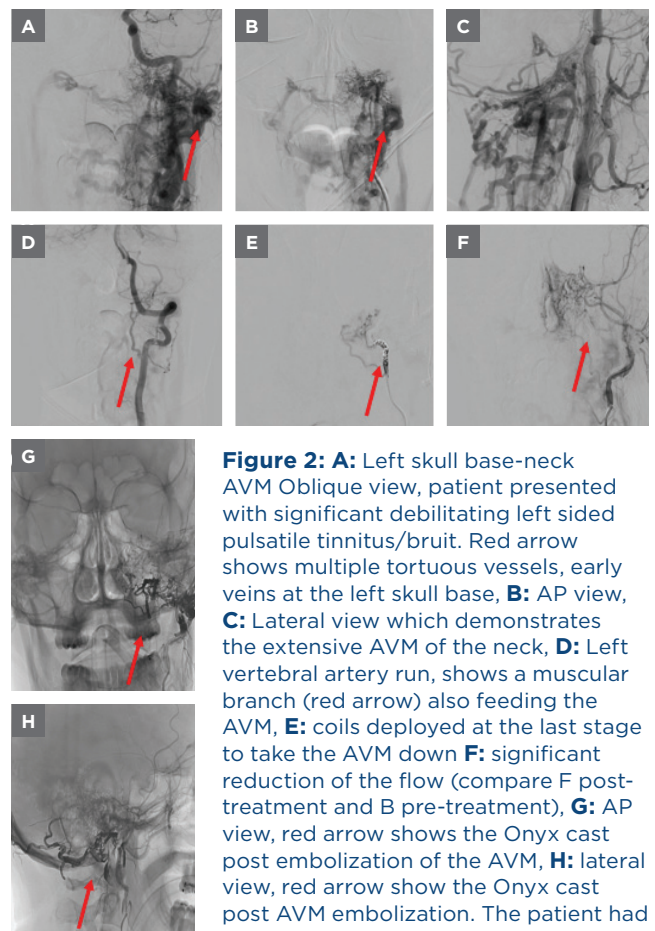 A
B
C
D
E
F
G
H
Figure 2: A: Left skull base-neck
AVM Oblique view, patient presented
with significant debilitating left sided
pulsatile tinnitus/bruit. Red arrow
shows multiple tortuous vessels, early
veins at the left skull base, B: AP view,
C: Lateral view which demonstrates
the extensive AVM of the neck, D: Left
vertebral artery run, shows a muscular
branch (red arrow) also feeding the
AVM, E: coils deployed at the last stage
to take the AVM down F: significant
reduction of the flow (compare F post-
treatment and B pre-treatment), G: AP
view, red arrow shows the Onyx cast
post embolization of the AVM, H: lateral
view, red arrow show the Onyx cast
post AVM embolization. The patient had